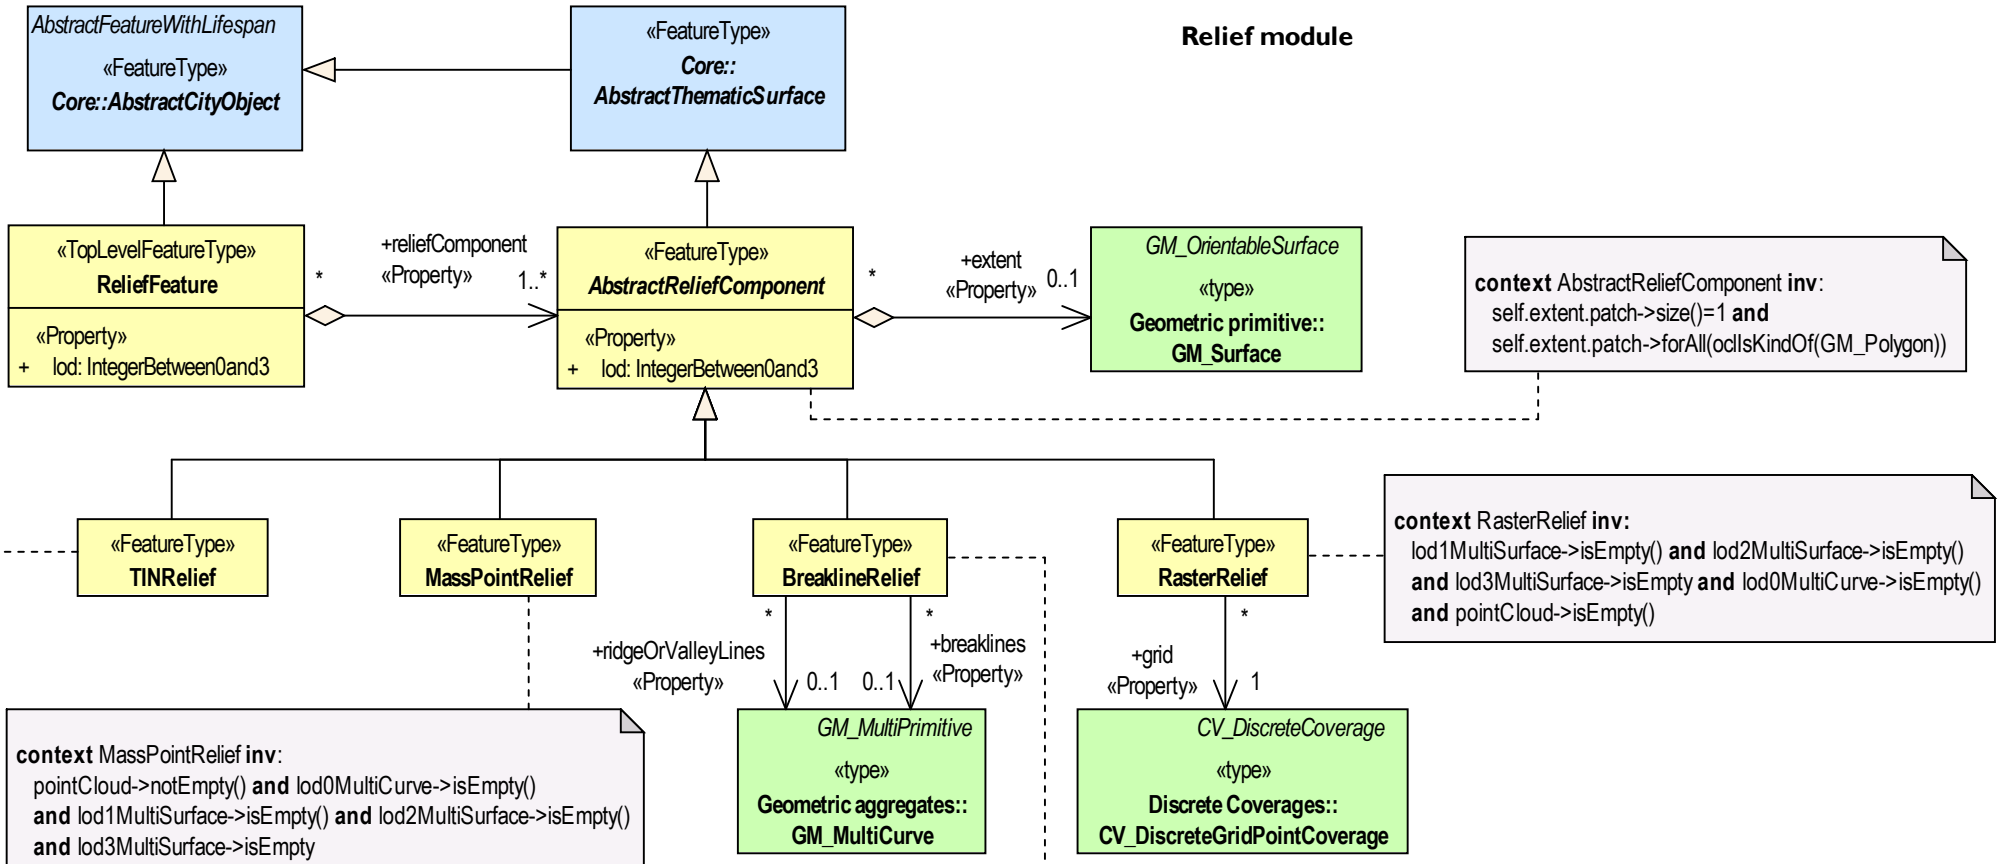 Relief module
AbstractFeatureWithLifespan
«FeatureType»
Core::AbstractCityObject
«FeatureType»
Core::
AbstractThematicSurface
«TopLevelFeatureType»
ReliefFeature
«Property»
+ lod: IntegerBetween0and3
*
+reliefComponent
«Property»
1..*
«FeatureType»
AbstractReliefComponent
«Property»
+ lod: IntegerBetween0and3
*
+extent
«Property»
0..1
GM_OrientableSurface
«type»
Geometric primitive::
GM_Surface
context AbstractReliefComponent inv:
self.extent.patch->size()=1 and
self.extent.patch->forAll(oclIsKindOf(GM_Polygon))
«FeatureType»
TINRelief
«FeatureType»
MassPointRelief
«FeatureType»
BreaklineRelief
«FeatureType»
RasterRelief
context RasterRelief inv:
lod1MultiSurface->isEmpty() and lod2MultiSurface->isEmpty()
and lod3MultiSurface->isEmpty and lod0MultiCurve->isEmpty()
and pointCloud->isEmpty()
*
+ridgeOrValleyLines
«Property»
0..1
*
+breaklines
«Property»
0..1
*
+grid
«Property»
1
context MassPointRelief inv:
pointCloud->notEmpty() and lod0MultiCurve->isEmpty()
and lod1MultiSurface->isEmpty() and lod2MultiSurface->isEmpty()
and lod3MultiSurface->isEmpty
GM_MultiPrimitive
«type»
Geometric aggregates::
GM_MultiCurve
CV_DiscreteCoverage
«type»
Discrete Coverages::
CV_DiscreteGridPointCoverage